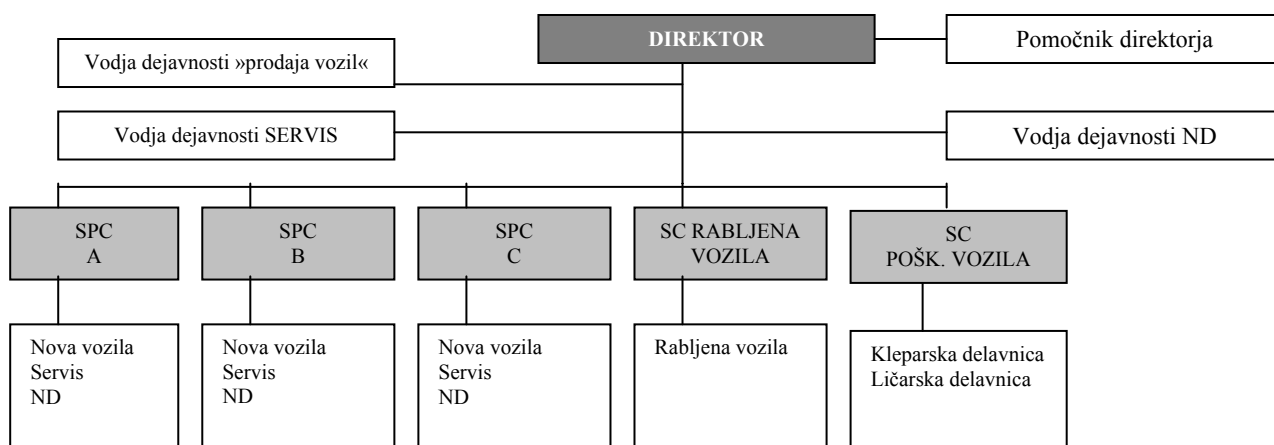 DIREKTOR
Pomočnik direktorja
Vodja dejavnosti »prodaja vozil«
Vodja dejavnosti SERVIS
Vodja dejavnosti ND
SPC
A
SPC
B
SPC
C
SC RABLJENA
VOZILA
SC
POŠK. VOZILA
Nova vozila
Servis
ND
Nova vozila
Servis
ND
Nova vozila
Servis
ND
Rabljena vozila
Kleparska delavnica
Ličarska delavnica